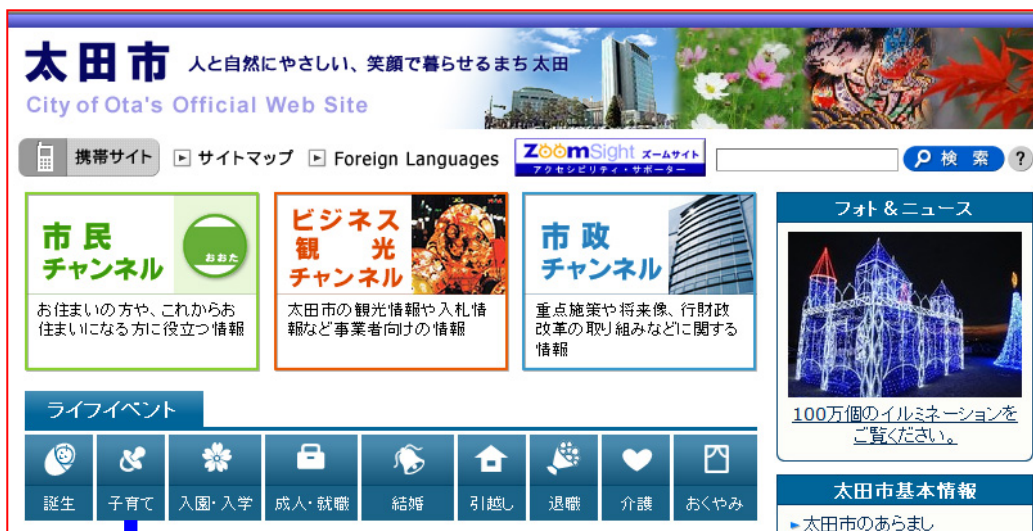 太田市 人と自然にやさしい、笑顔で暮らせるまち 太田
City of Ota's Official Web Site
携帯サイト サイトマップ Foreign Languages ZoomSight ズームサイト 検索 ?
アクセシビリティ・サポーター
市民
チャンネル
おおた
お住まいの方や、これからお
住まいになる方に役立つ情報
ビジネス
観光
チャンネル
太田市の観光情報や入札情
報など事業者向けの情報
市政
チャンネル
重点施策や将来像、行財政
改革の取り組みなどに関する
情報
フォト&ニュース
100万個のイルミネーションを
ご覧ください。
ライフイベント
誕生 子育て 入園・入学 成人・就職 結婚 引越し 退職 介護 おくやみ
太田市基本情報
太田市のあらまし